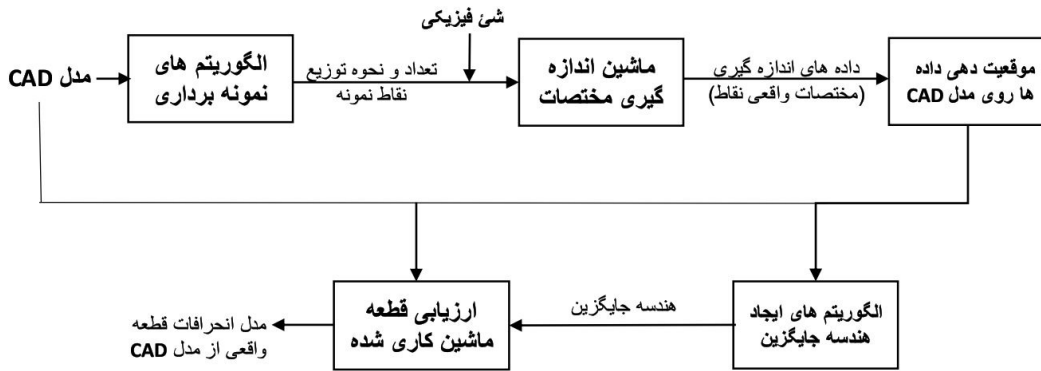 شئ فیزیکی
مدل CAD
الگوریتم های
نمونه برداری
تعداد و نحوه توزیع
نقاط نمونه
ماشین اندازه
گیری مختصات
داده های اندازه گیری
(مختصات واقعی نقاط)
موقعیت دهی داده
ها روی مدل CAD
الگوریتم های ایجاد
هندسه جایگزین
هندسه جایگزین
ارزیابی قطعه
ماشین کاری شده
مدل انحرافات قطعه
واقعی از مدل CAD